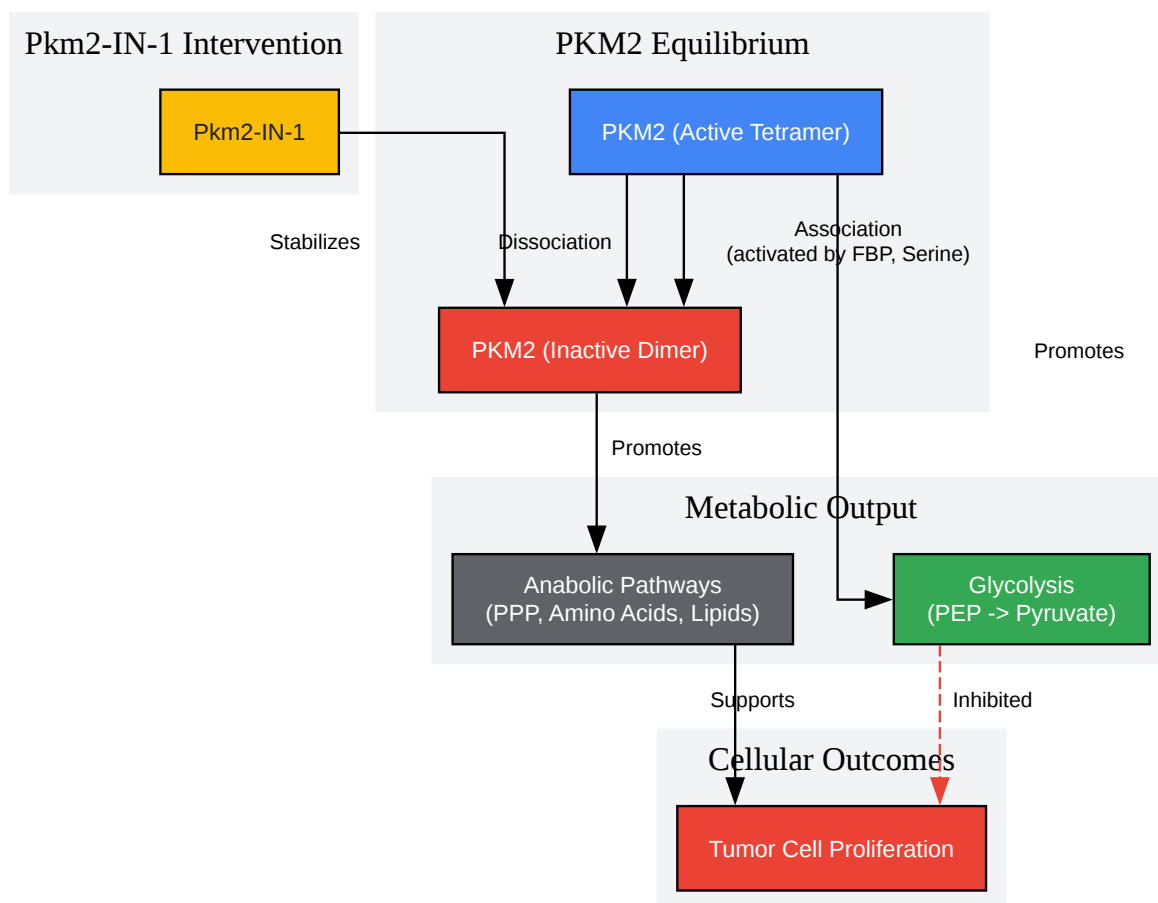 Pkm2-IN-1 Intervention
PKM2 Equilibrium
Pkm2-IN-1
PKM2 (Active Tetramer)
Stabilizes
Dissociation
Association
(activated by FBP, Serine)
PKM2 (Inactive Dimer)
Promotes
Promotes
Metabolic Output
Anabolic Pathways
(PPP, Amino Acids, Lipids)
Glycolysis
(PEP -> Pyruvate)
Supports
Inhibited
Cellular Outcomes
Tumor Cell Proliferation